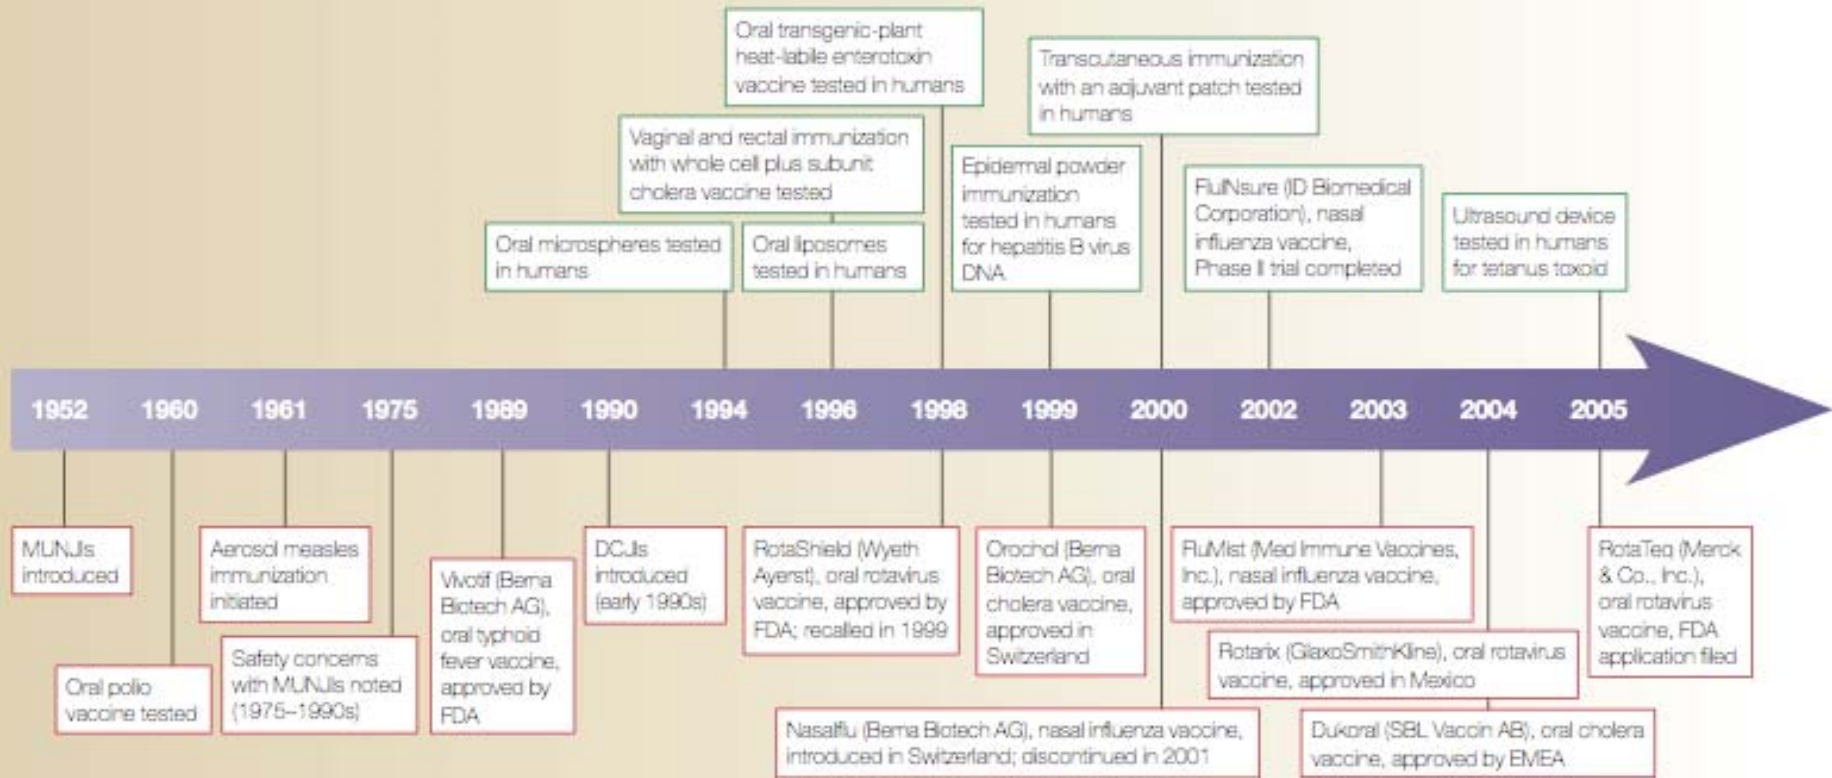 Oral transgenic-plant
heat-labile enterotoxin
vaccine tested in humans
Transcutaneous immunization
with an adjuvant patch tested
in humans
Vaginal and rectal immunization
with whole cell plus subunit
cholera vaccine tested
Epidermal powder
immunization
tested in humans
for hepatitis B virus
DNA
FluINsure (ID Biomedical
Corporation), nasal
influenza vaccine,
Phase II trial completed
Ultrasound device
tested in humans
for tetanus toxoid
Oral microspheres tested
in humans
Oral liposomes
tested in humans
1952 1960 1961 1975 1989 1990 1994 1996 1998 1999 2000 2002 2003 2004 2005
MUNJIs
introduced
Aerosol measles
immunization
initiated
Vivotif (Berna
Biotech AG),
oral typhoid
fever vaccine,
approved by
FDA
DCJIs
introduced
(early 1990s)
RotaShield (Wyeth
Ayerst), oral rotavirus
vaccine, approved by
FDA; recalled in 1999
Orochol (Berna
Biotech AG), oral
cholera vaccine,
approved in
Switzerland
FluMist (Med Immune Vaccines,
Inc.), nasal influenza vaccine,
approved by FDA
RotaTeq (Merck
& Co., Inc.),
oral rotavirus
vaccine, FDA
application filed
Oral polio
vaccine tested
Safety concerns
with MUNJIs noted
(1975–1990s)
Rotarix (GlaxoSmithKline), oral rotavirus
vaccine, approved in Mexico
Nasalflu (Berna Biotech AG), nasal influenza vaccine,
introduced in Switzerland; discontinued in 2001
Dukoral (SBL Vaccin AB), oral cholera
vaccine, approved by EMEA